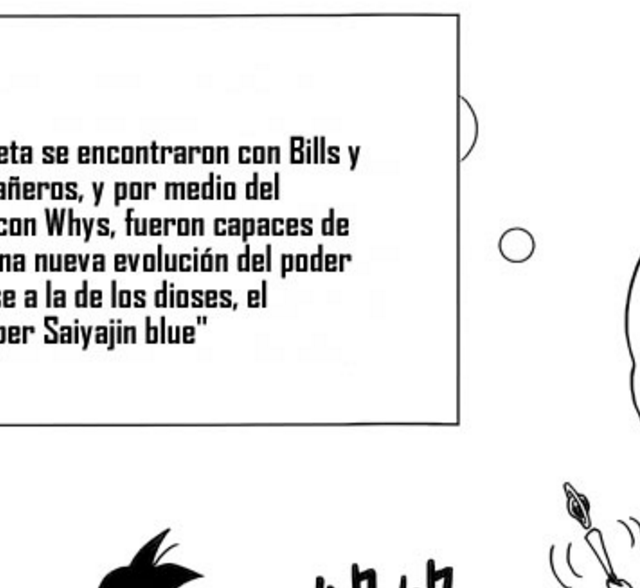 eta se encontraron con Bills y
añeros, y por medio del
con Whys, fueron capaces de
na nueva evolución del poder
se a la de los dioses, el
per Saiyajin blue"